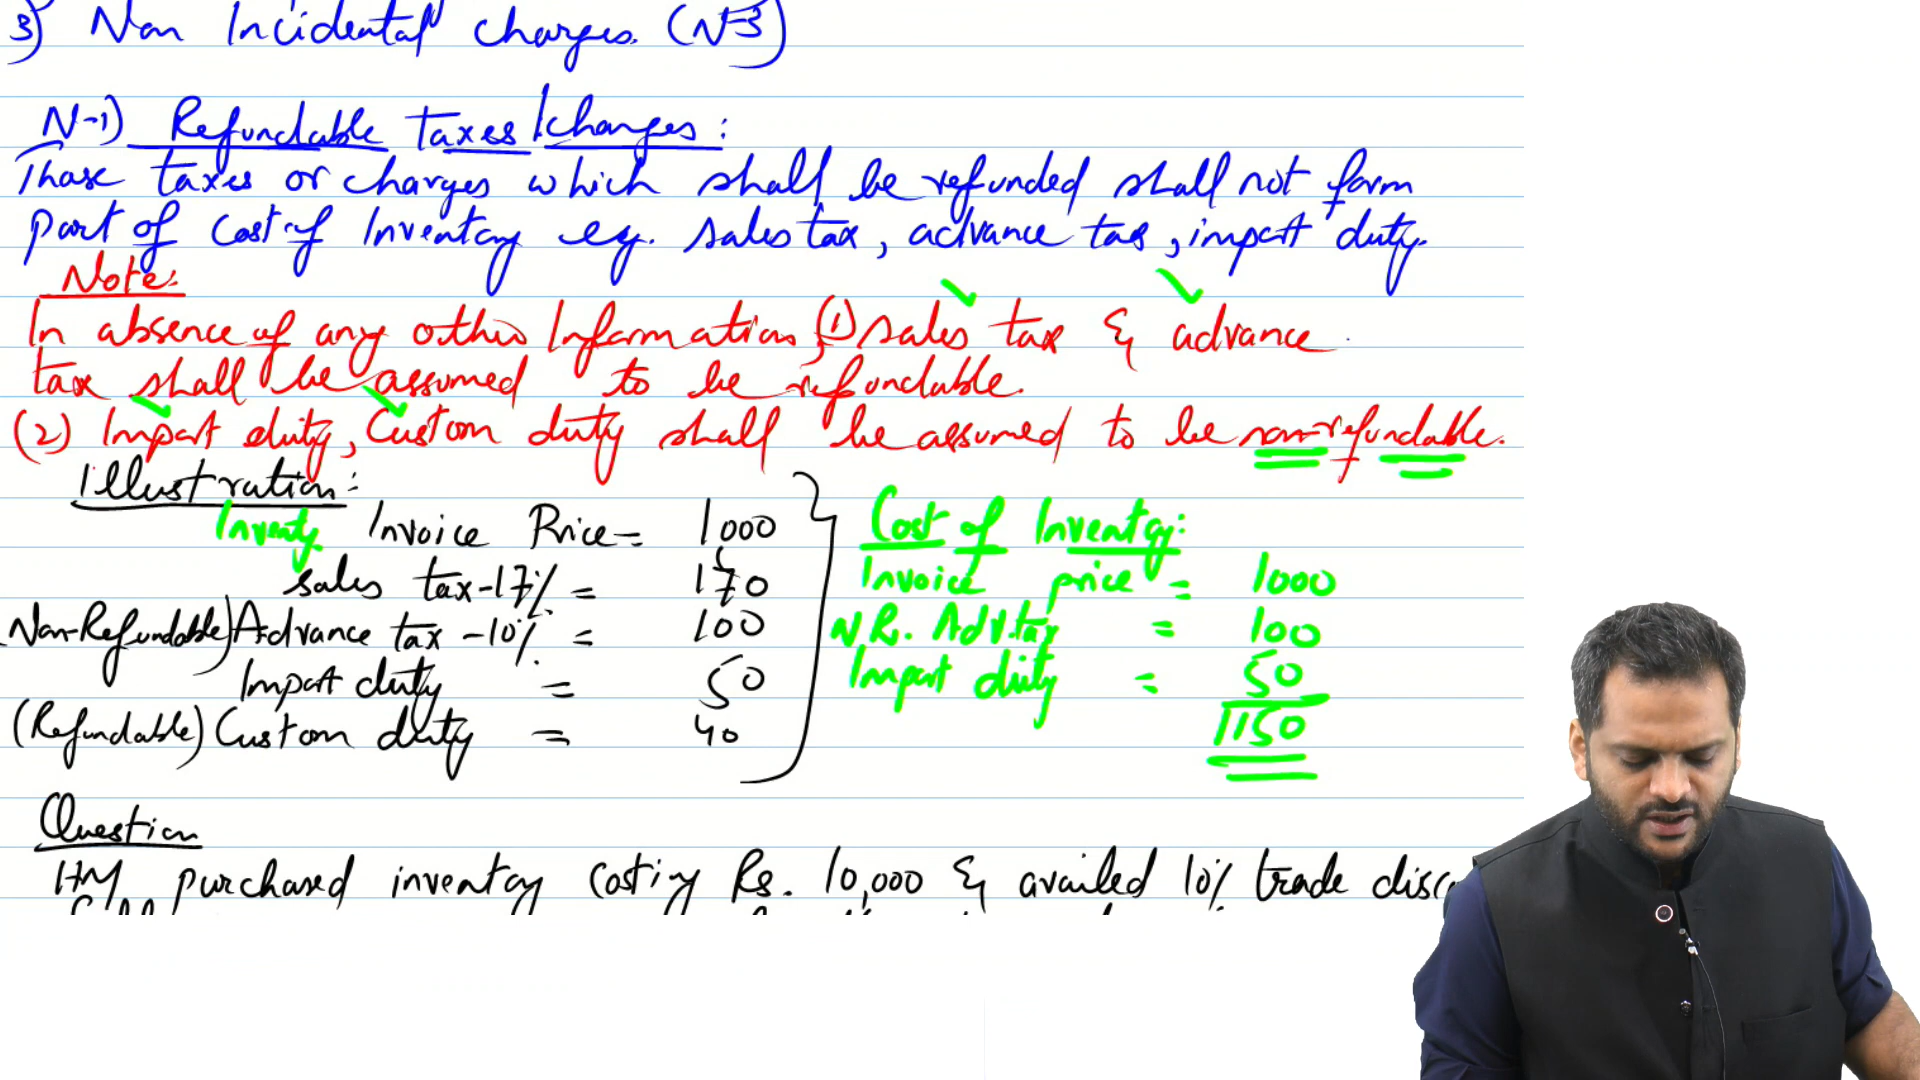 3) Non Incidental charges. (N-3)
N-1) Refundable taxes/charges:
Those taxes or charges which shall be refunded shall not form
part of cost of Inventory eg. sales tax, advance tax, import duty.
Note:
In absence of any other Information, (1) sales tax & advance
tax shall be assumed to be refundable.
(2) Import duty, Custom duty shall be assumed to be non-refundable.
Illustration:
Inventy Invoice Price = 1000
sales tax-17% = 170
Non-Refundable) Advance tax -10% = 100
Import duty = 50
(Refundable) Custom duty = 40
Cost of Inventory:
Invoice price = 1000
N R. Adv. tax = 100
Import duty = 50
1150
Question
HM purchased inventory costing Rs. 10,000 & availed 10% trade disc